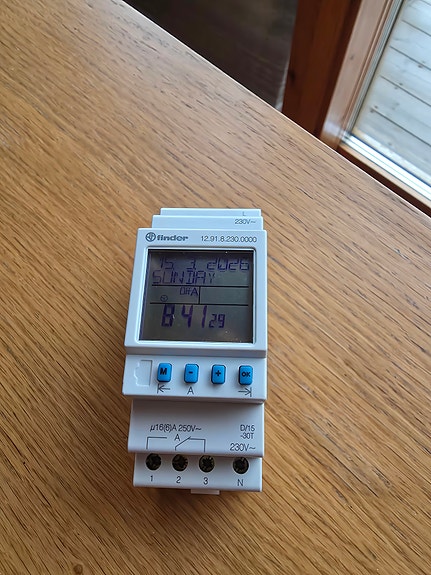 L
230V~
finder 12.91.8.230.0000
15. 3. 2026
SUNDAY
OffA
8 41 29
M - + OK
A
µ16(6)A 250V~ D/15
-30T
A 230V~
1 2 3 N